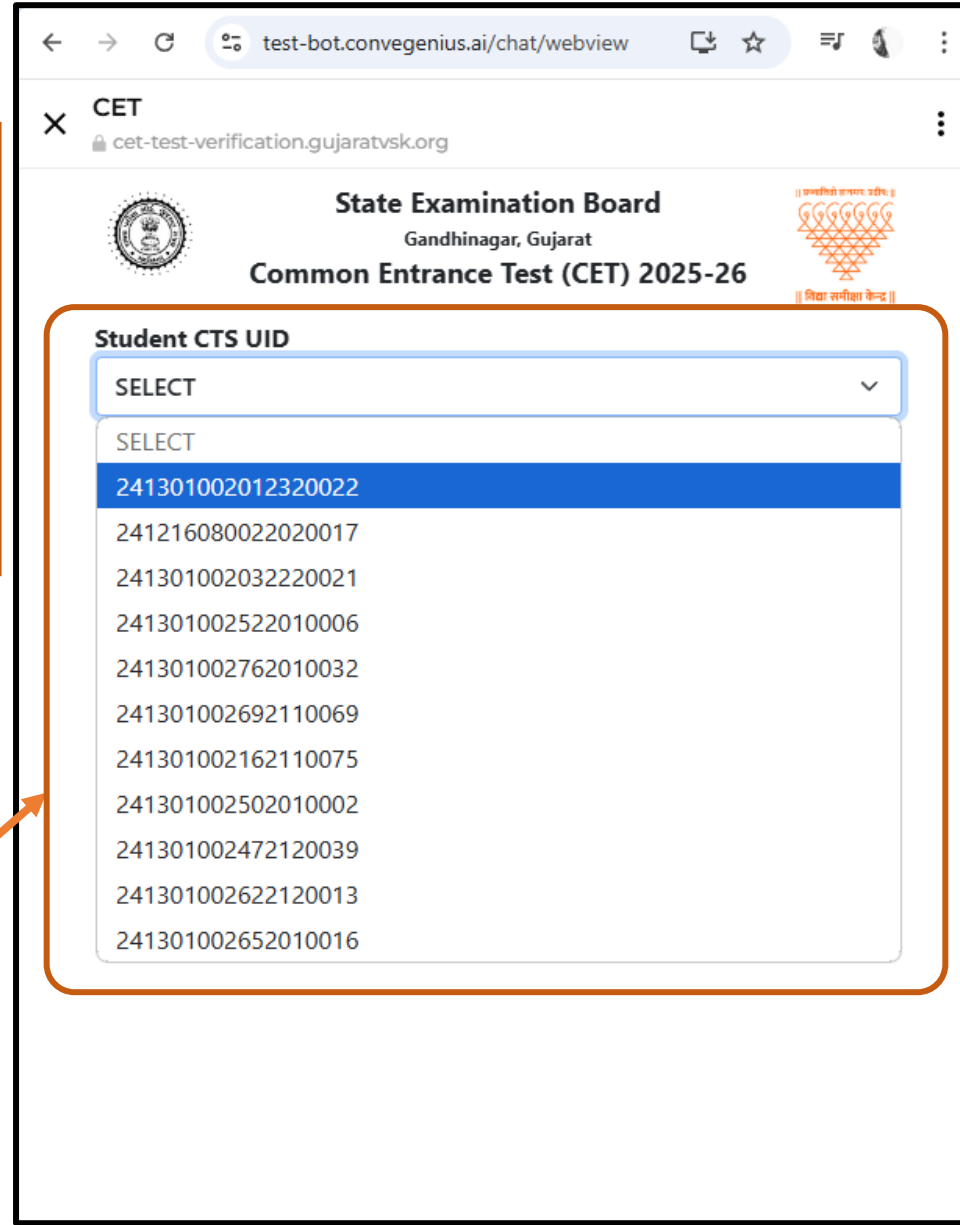 test-bot.convegenius.ai/chat/webview
CET
cet-test-verification.gujaratvsk.org
State Examination Board
Gandhinagar, Gujarat
Common Entrance Test (CET) 2025-26
|| विद्या समीक्षा केन्द्र ||
Student CTS UID
SELECT
SELECT
241301002012320022
241216080022020017
241301002032220021
241301002522010006
241301002762010032
241301002692110069
241301002162110075
241301002502010002
241301002472120039
241301002622120013
241301002652010016